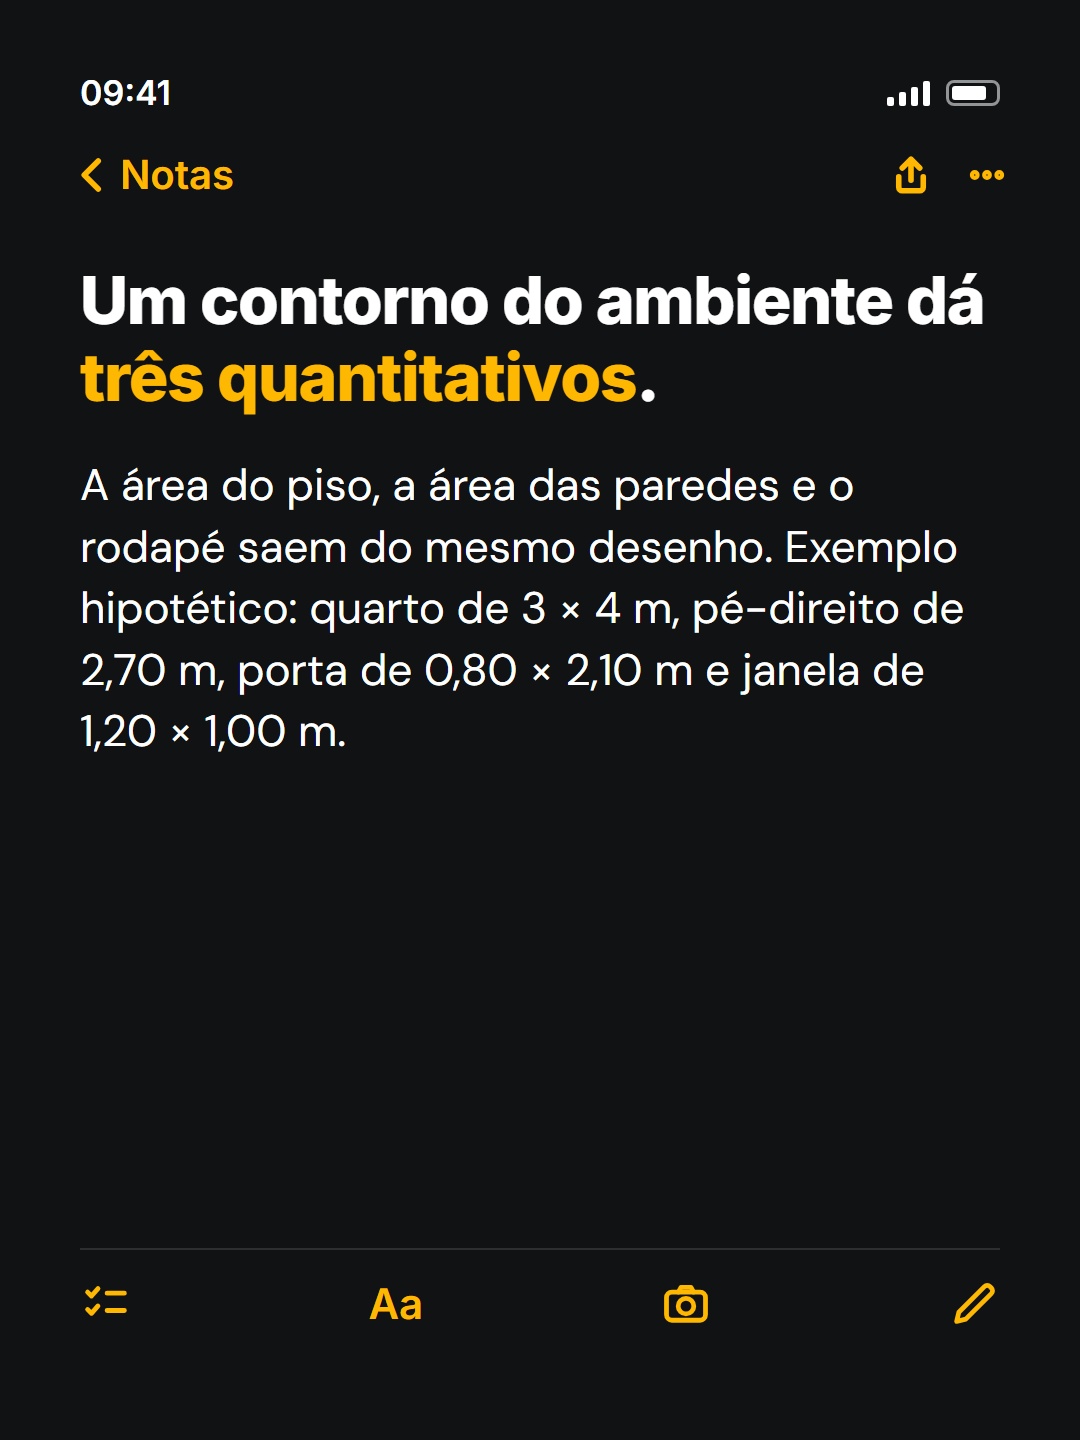 09:41
Notas
Um contorno do ambiente dá
três quantitativos.
A área do piso, a área das paredes e o
rodapé saem do mesmo desenho. Exemplo
hipotético: quarto de 3 × 4 m, pé-direito de
2,70 m, porta de 0,80 × 2,10 m e janela de
1,20 × 1,00 m.
Aa